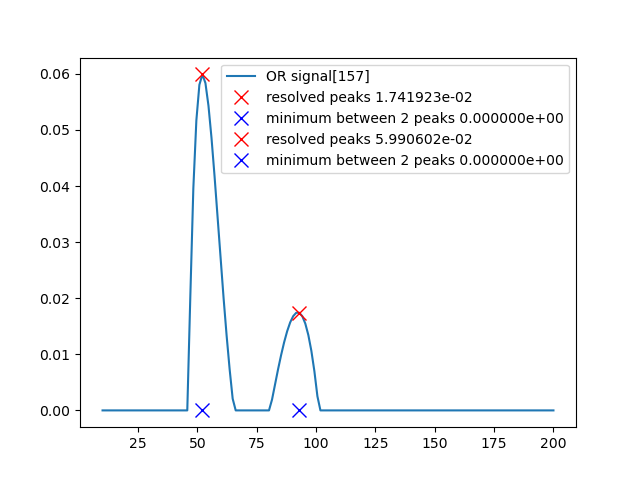 OR signal[157]
resolved peaks 1.741923e-02
minimum between 2 peaks 0.000000e+00
resolved peaks 5.990602e-02
minimum between 2 peaks 0.000000e+00
0.06
0.05
0.04
0.03
0.02
0.01
0.00
25 50 75 100 125 150 175 200